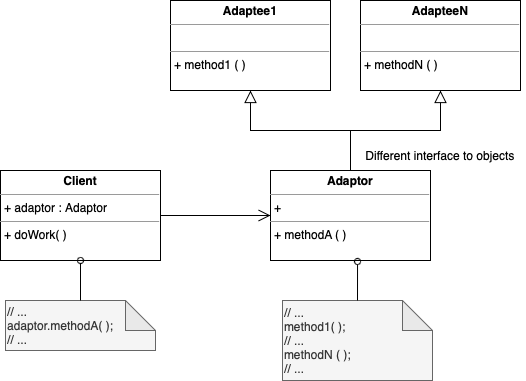 Adaptee1
+ method1 ( )
AdapteeN
+ methodN ( )
Different interface to objects
Client
+ adaptor : Adaptor
+ doWork( )
Adaptor
+
+ methodA ( )
// ...
adaptor.methodA( );
// ...
// ...
method1( );
// ...
methodN ( );
// ...